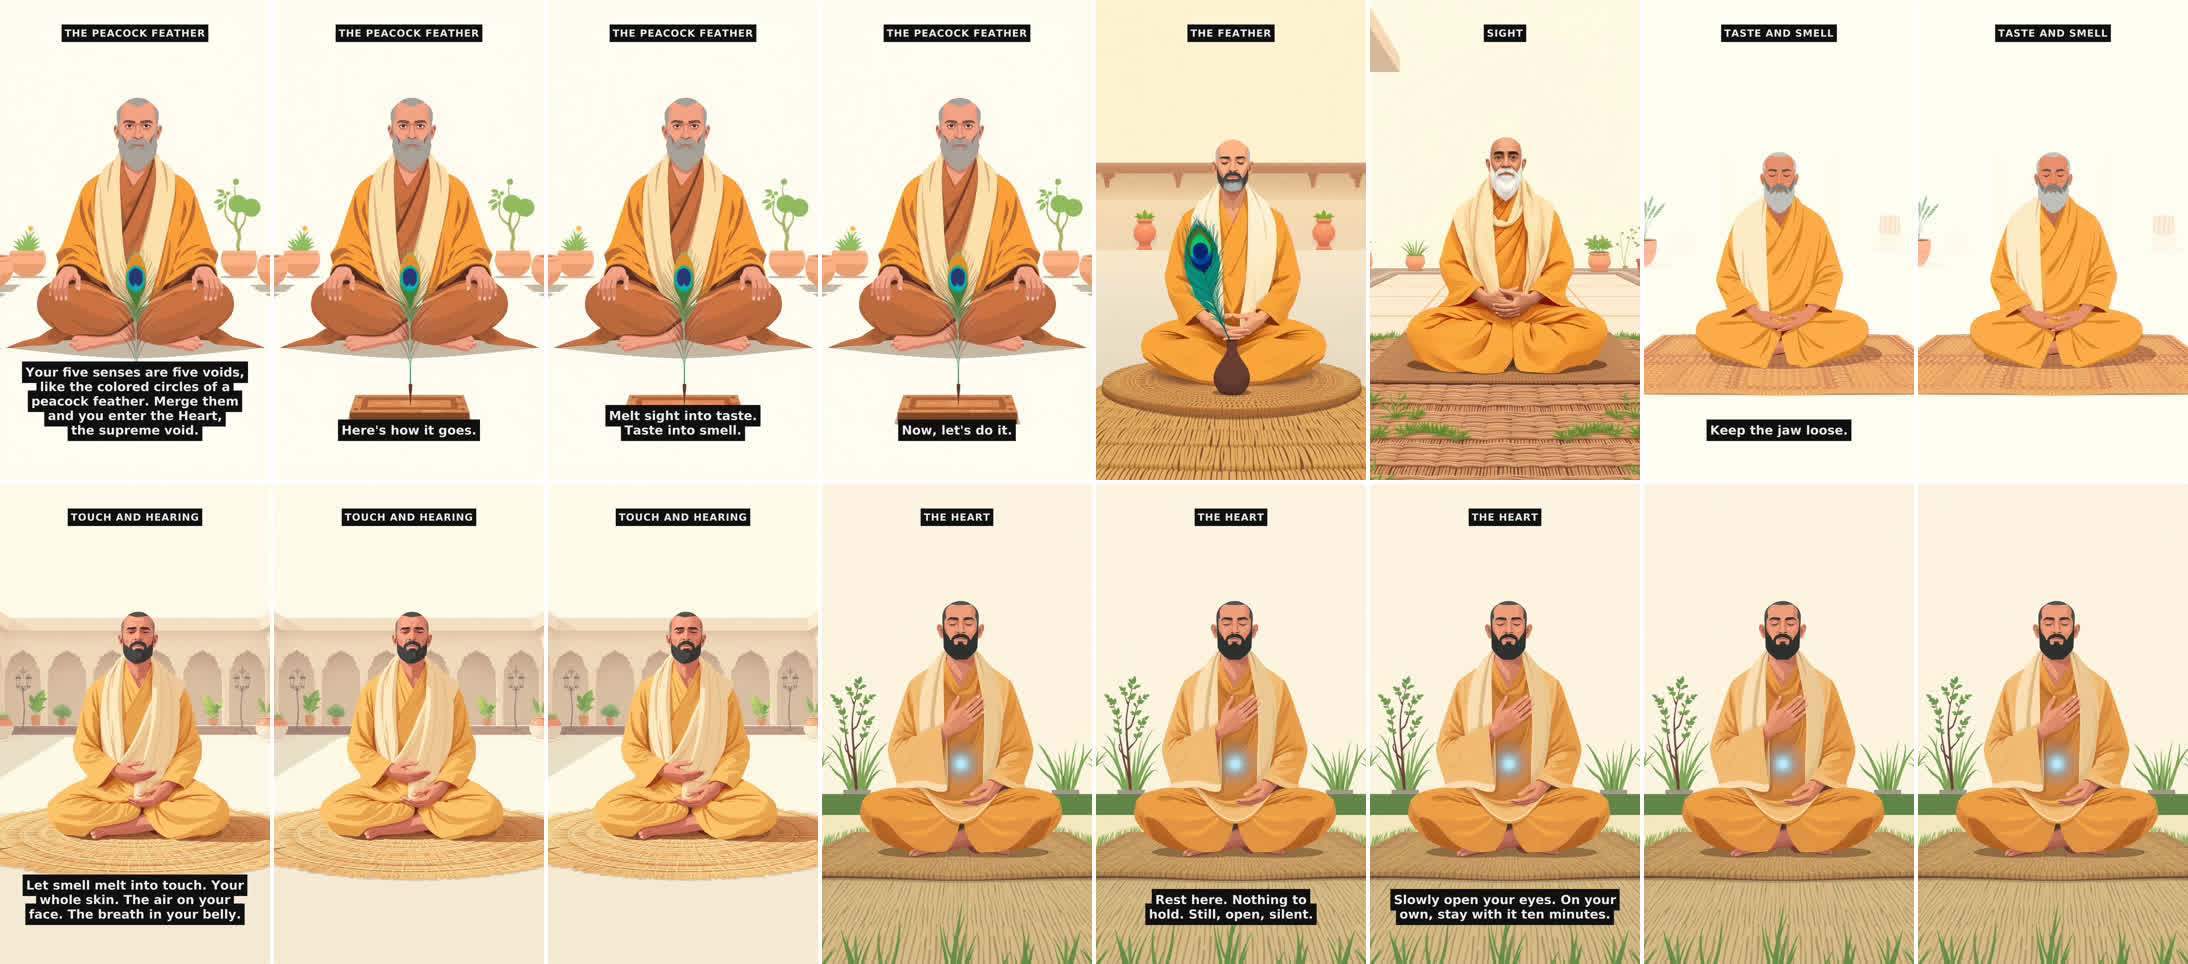 THE PEACOCK FEATHER
Your five senses are five voids,
like the colored circles of a
peacock feather. Merge them
and you enter the Heart,
the supreme void.
THE PEACOCK FEATHER
Here's how it goes.
THE PEACOCK FEATHER
Melt sight into taste.
Taste into smell.
THE PEACOCK FEATHER
Now, let's do it.
THE FEATHER
SIGHT
TASTE AND SMELL
Keep the jaw loose.
TASTE AND SMELL
TOUCH AND HEARING
Let smell melt into touch. Your
whole skin. The air on your
face. The breath in your belly.
TOUCH AND HEARING
TOUCH AND HEARING
THE HEART
THE HEART
Rest here. Nothing to
hold. Still, open, silent.
THE HEART
Slowly open your eyes. On your
own, stay with it ten minutes.